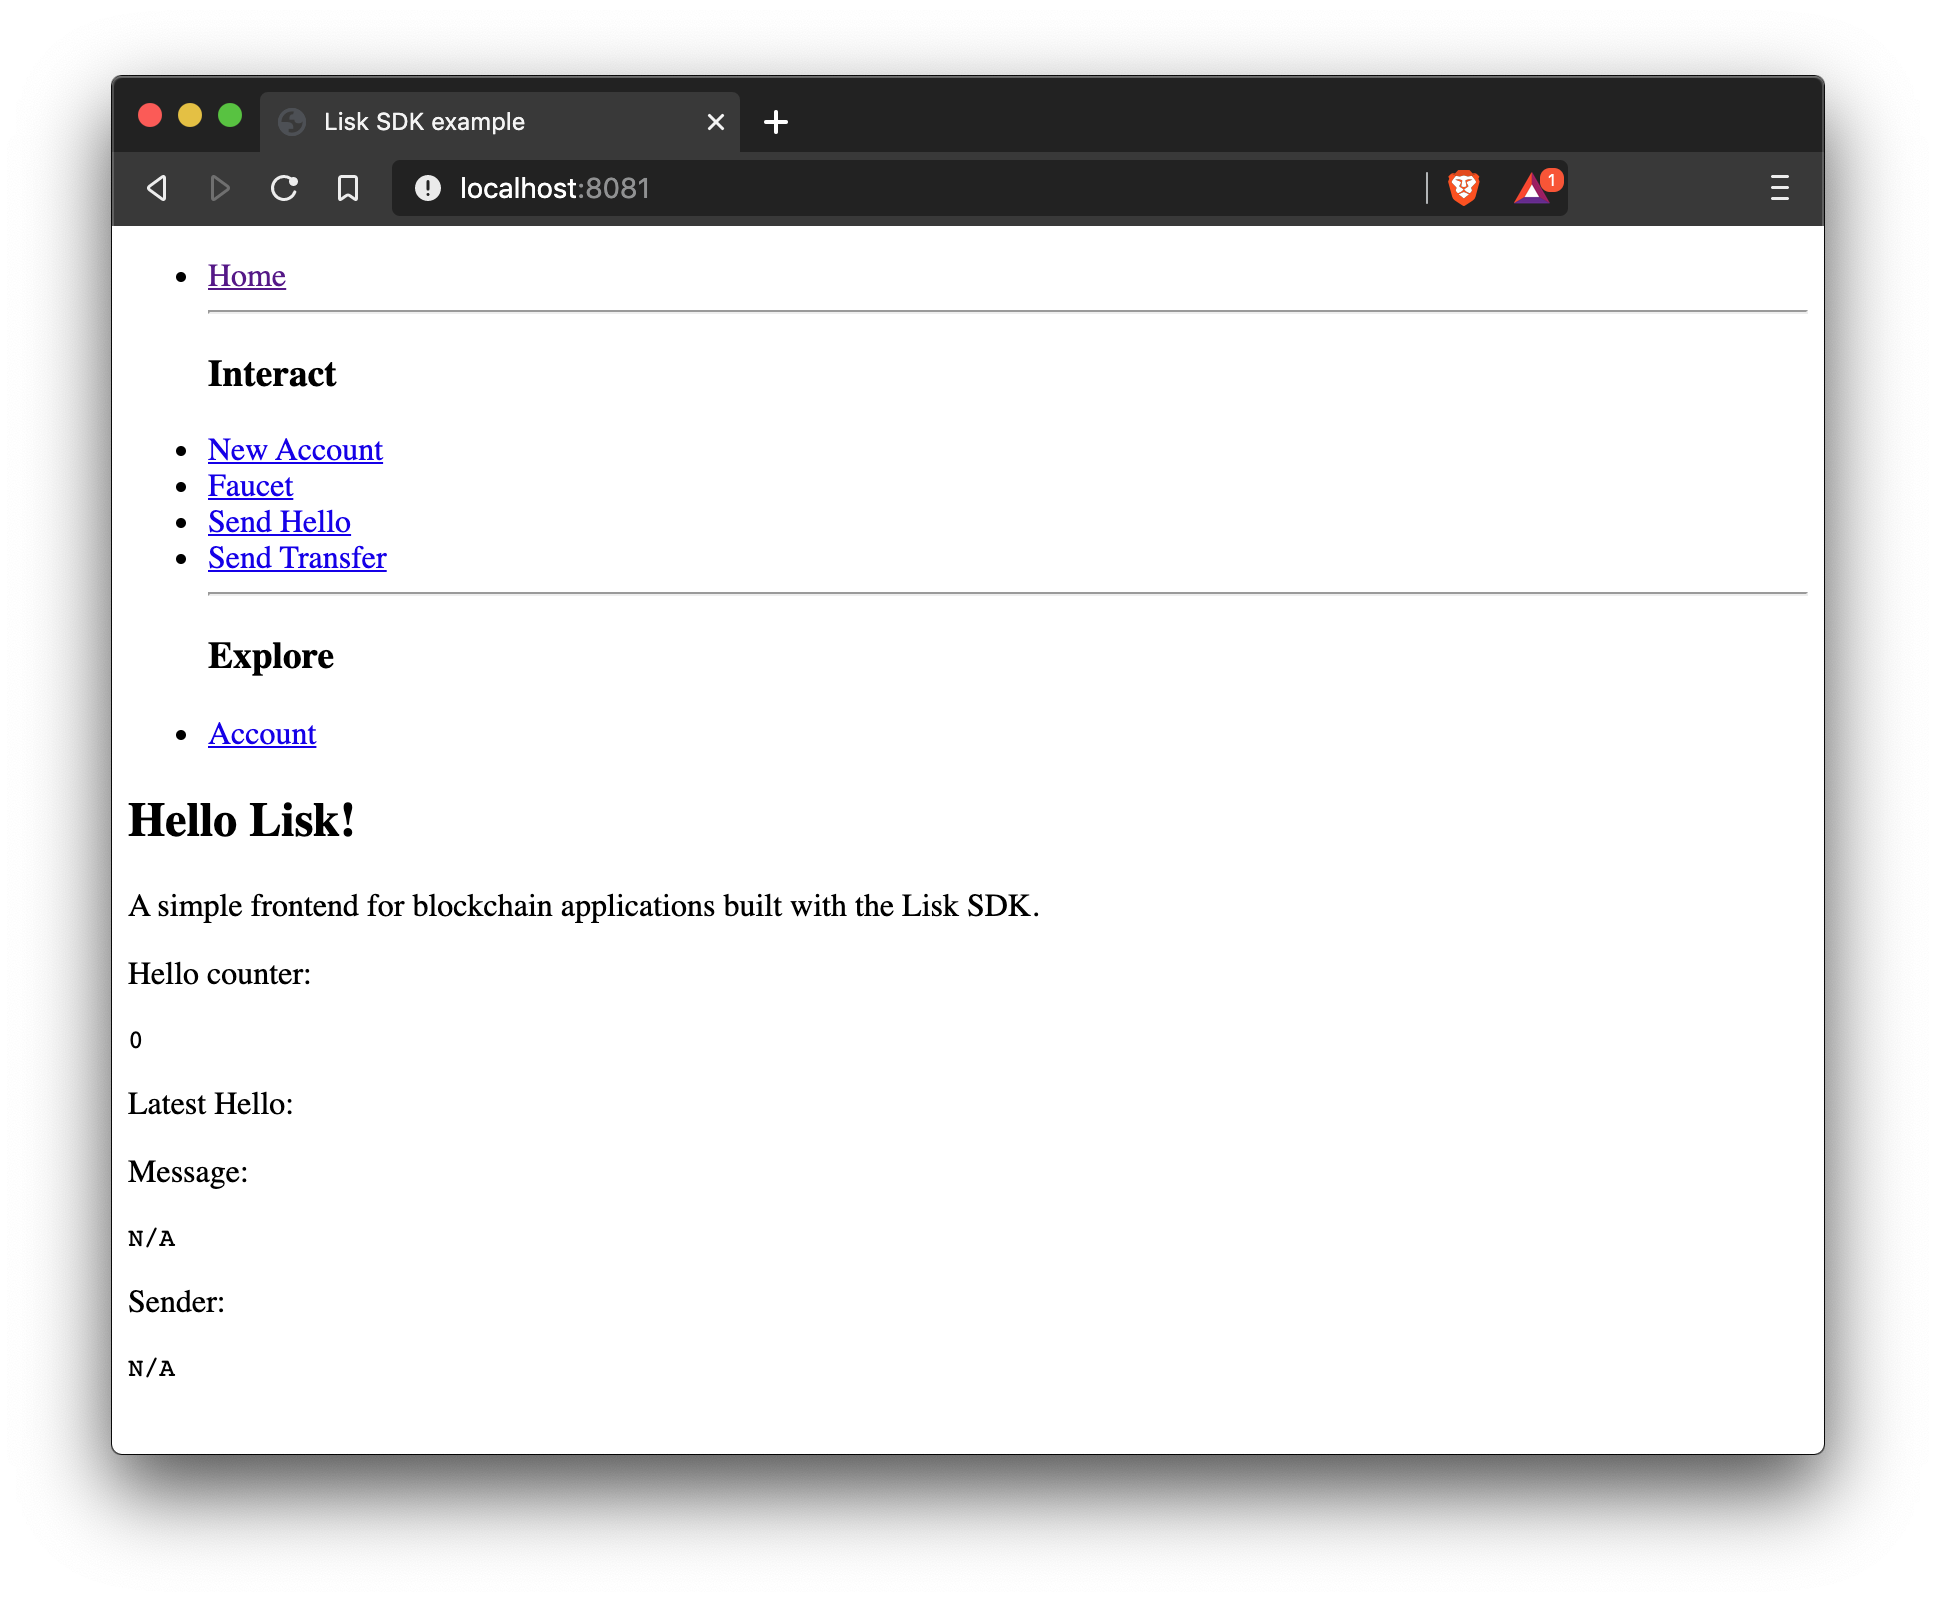 Lisk SDK example
localhost:8081
1
Home
Interact
New Account
Faucet
Send Hello
Send Transfer
Explore
Account
Hello Lisk!
A simple frontend for blockchain applications built with the Lisk SDK.
Hello counter:
0
Latest Hello:
Message:
N/A
Sender:
N/A